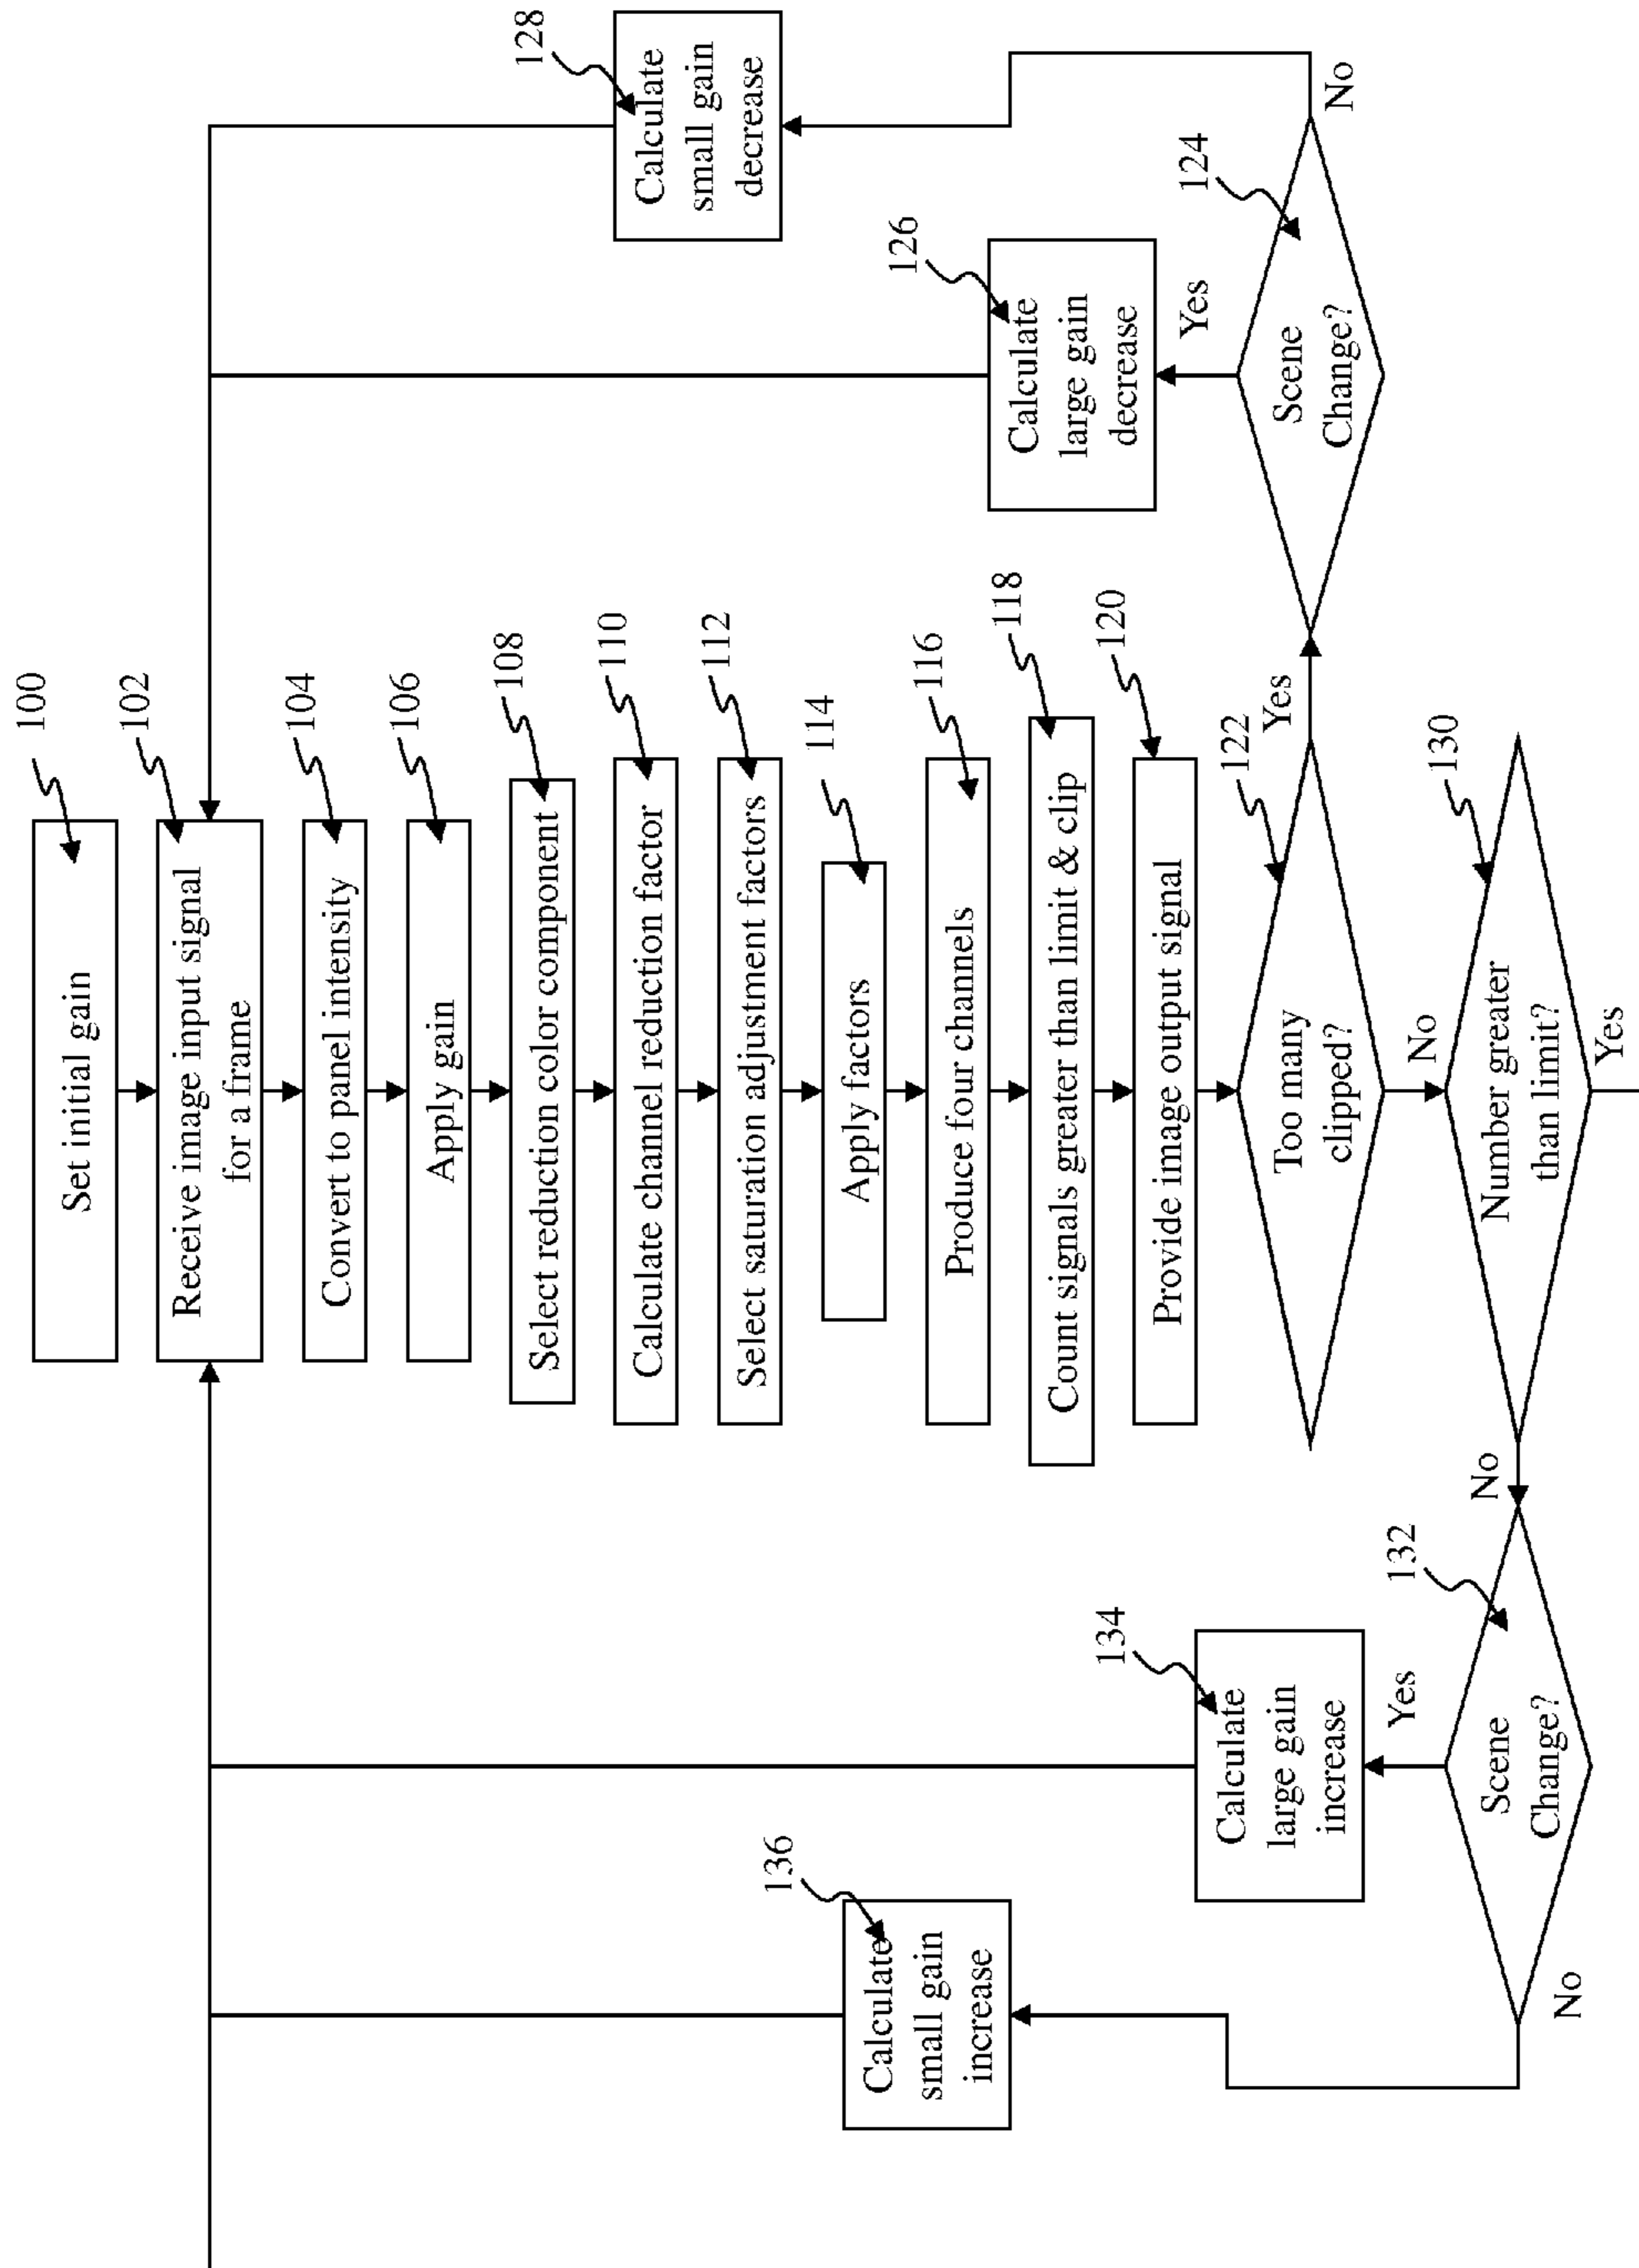 Set initial gain
100
Receive image input signal
for a frame
102
Convert to panel intensity
104
Apply gain
106
Select reduction color component
108
Calculate channel reduction factor
110
Select saturation adjustment factors
112
Apply factors
114
Produce four channels
116
Count signals greater than limit & clip
118
Provide image output signal
120
Too many
clipped?
122
Yes
No
Scene
Change?
124
Yes
No
Calculate
large gain
decrease
126
Calculate
small gain
decrease
128
Number greater
than limit?
130
No
Yes
Scene
Change?
132
Yes
No
Calculate
large gain
increase
134
Calculate
small gain
increase
136